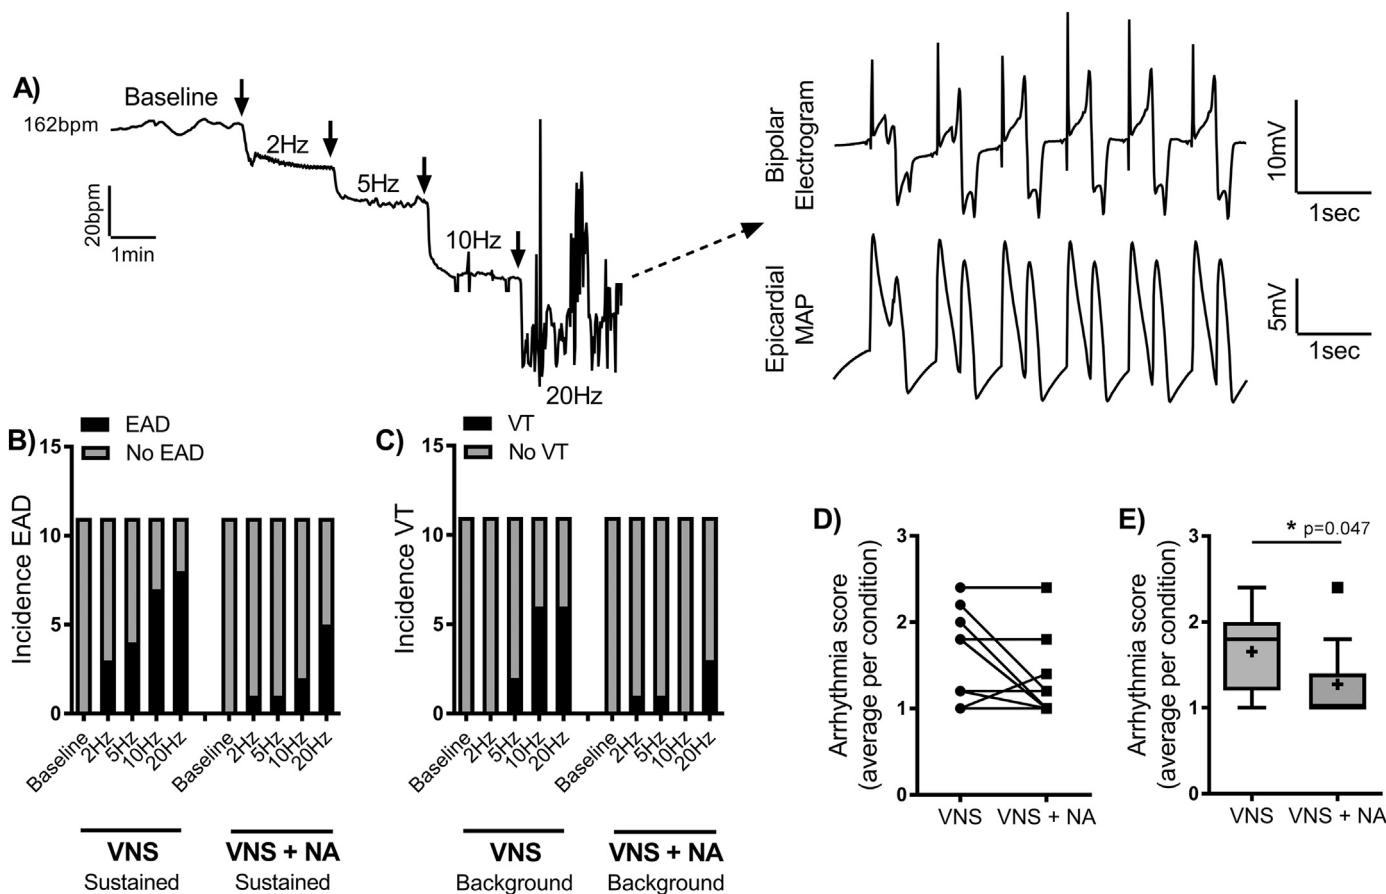 A)
Baseline
162bpm
2Hz
5Hz
10Hz
20Hz
20bpm
1min
Bipolar
Electrogram
10mV
1sec
Epicardial
MAP
5mV
1sec
B)
EAD
No EAD
Incidence EAD
15
10
5
0
Baseline
2Hz
5Hz
10Hz
20Hz
Baseline
2Hz
5Hz
10Hz
20Hz
VNS
Sustained
VNS + NA
Sustained
C)
VT
No VT
Incidence VT
15
10
5
0
Baseline
2Hz
5Hz
10Hz
20Hz
Baseline
2Hz
5Hz
10Hz
20Hz
VNS
Background
VNS + NA
Background
D)
Arrhythmia score
(average per condition)
3
2
1
0
VNS
VNS + NA
E)
* p=0.047
Arrhythmia score
(average per condition)
3
2
1
0
VNS
VNS + NA